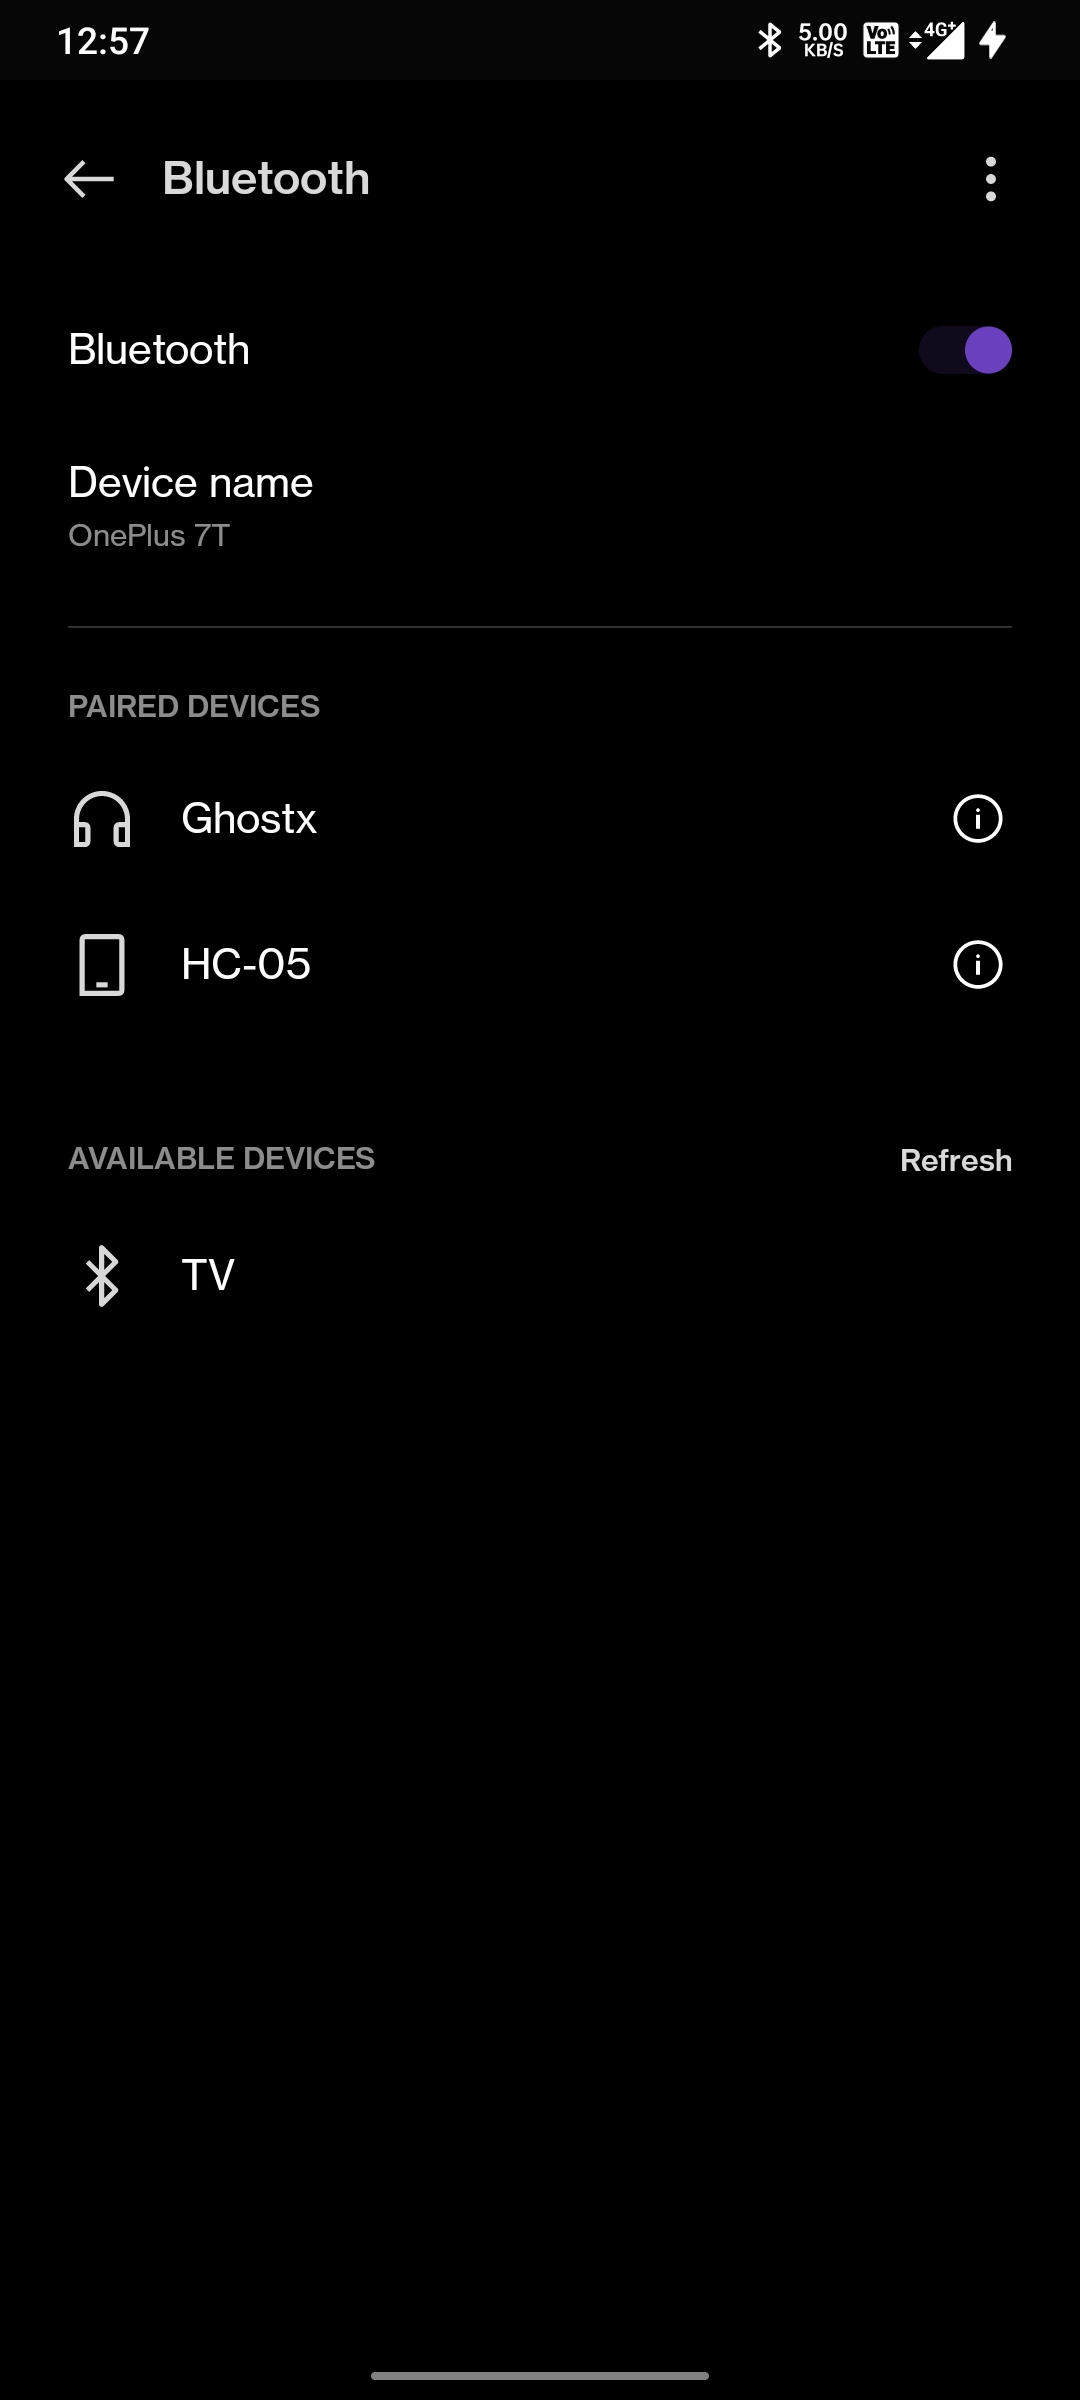 12:57
5.00
KB/S
Vo
LTE
4G+
Bluetooth
Bluetooth
Device name
OnePlus 7T
PAIRED DEVICES
Ghostx
HC-05
AVAILABLE DEVICES
Refresh
TV